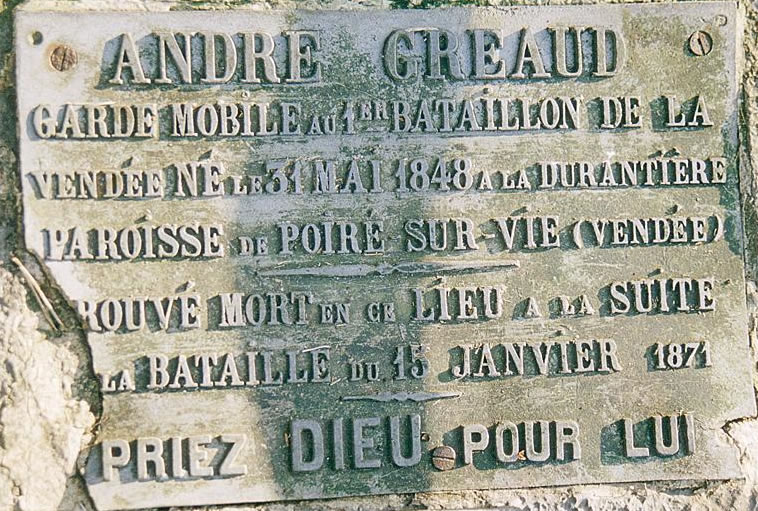 ANDRE GREAUD
GARDE MOBILE AU 1ER BATAILLON DE LA
VENDÉE NÉ LE 31 MAI 1848 A LA DURANTIÈRE
PAROISSE DE POIRÉ SUR-VIE (VENDÉE)
ROUVÉ MORT EN CE LIEU A LA SUITE
LA BATAILLE DU 15 JANVIER 1871
PRIEZ DIEU POUR LUI